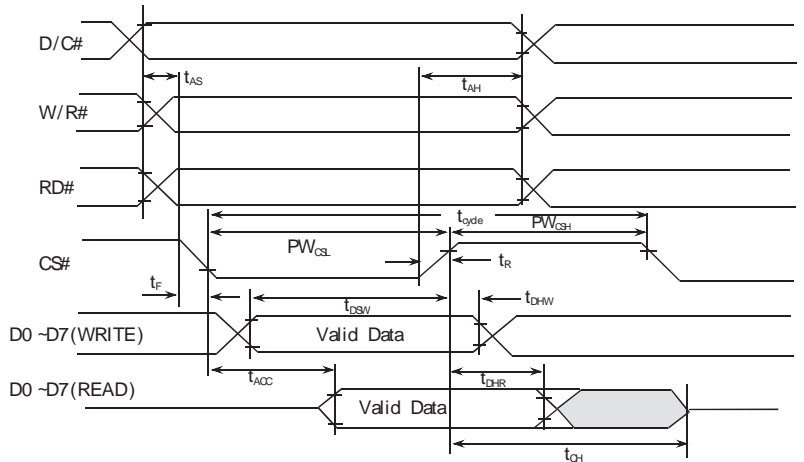 D/C#
tAS
tAH
W/R#
RD#
tcycle
PWCSL
PWCSH
CS#
tF
tR
tDSW
tDHW
D0 ~D7(WRITE)
Valid Data
tACC
tDHR
D0 ~D7(READ)
Valid Data
tOH